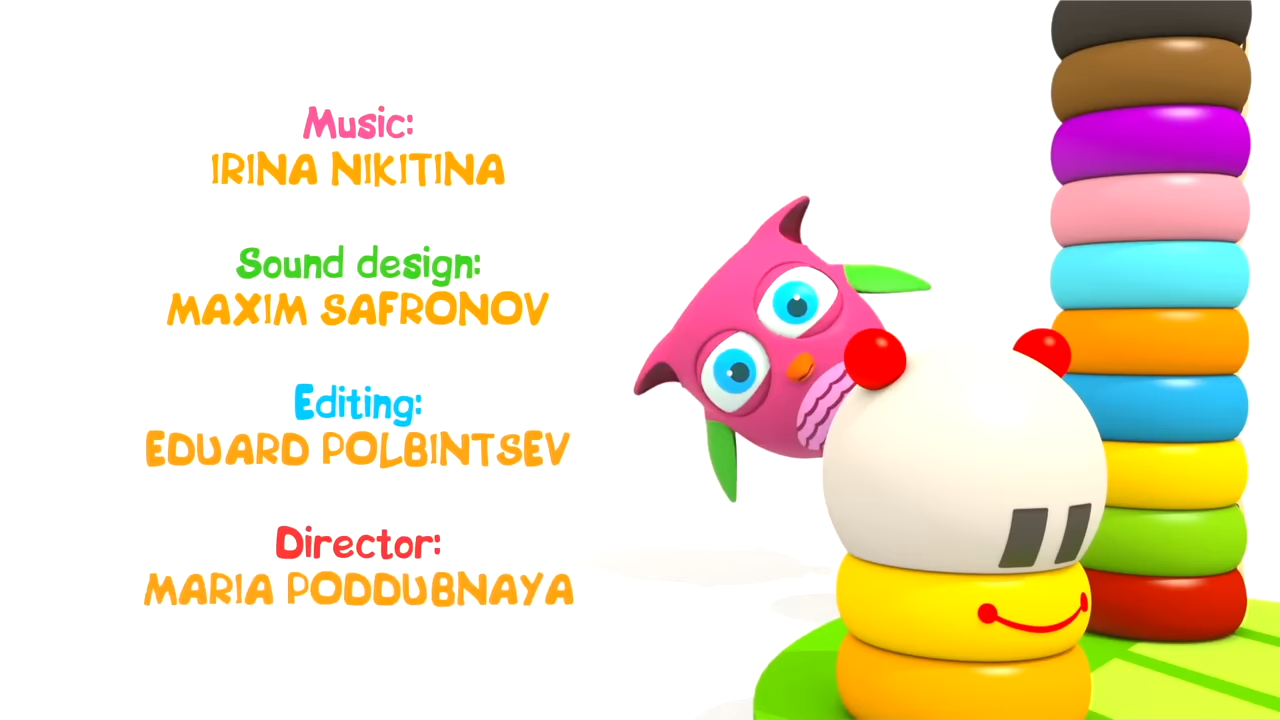 Music:
IRINA NIKITINA
Sound design:
MAXIM SAFRONOV
Editing:
EDUARD POLBINTSEV
Director:
MARIA PODDUBNAYA